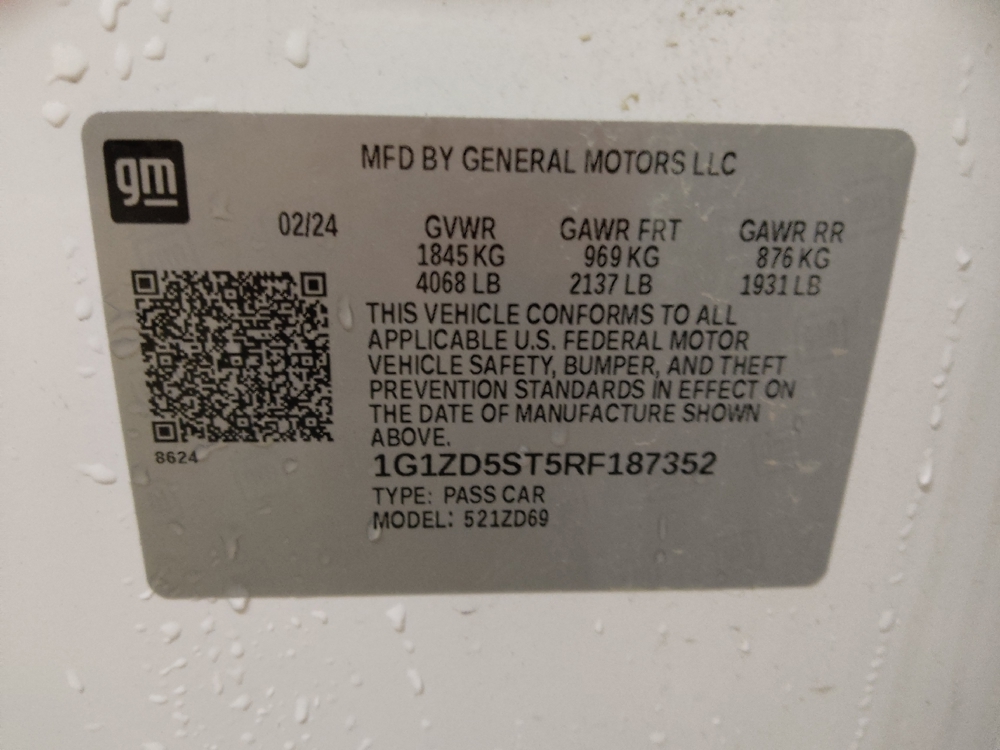 gm
MFD BY GENERAL MOTORS LLC
02/24 GVWR GAWR FRT GAWR RR
1845 KG 969 KG 876 KG
4068 LB 2137 LB 1931 LB
THIS VEHICLE CONFORMS TO ALL
APPLICABLE U.S. FEDERAL MOTOR
VEHICLE SAFETY, BUMPER, AND THEFT
PREVENTION STANDARDS IN EFFECT ON
THE DATE OF MANUFACTURE SHOWN
ABOVE.
8624
1G1ZD5ST5RF187352
TYPE: PASS CAR
MODEL: 521ZD69